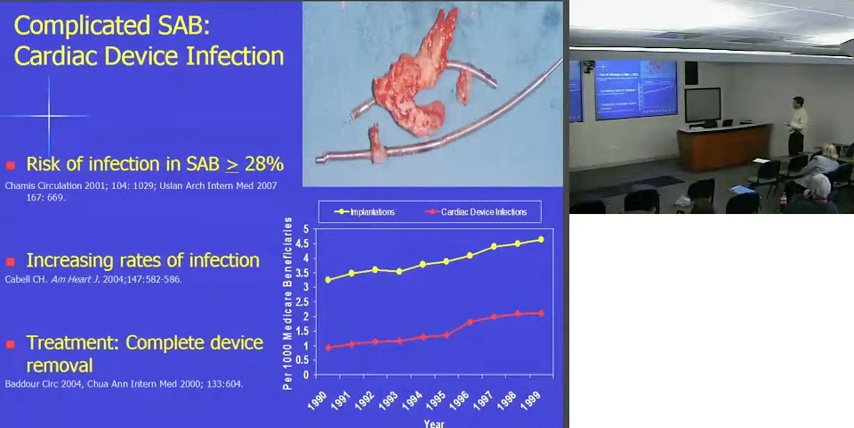 Complicated SAB:
Cardiac Device Infection
Risk of infection in SAB ≥ 28%
Chamis Circulation 2001; 104: 1029; Uslan Arch Intern Med 2007
167: 669.
Increasing rates of infection
Cabell CH. Am Heart J. 2004;147:582-586.
Treatment: Complete device
removal
Baddour Circ 2004, Chua Ann Intern Med 2000; 133:604.
Implantations
Cardiac Device Infections
Per 1000 Medicare Beneficiaries
5
4.5
4
3.5
3
2.5
2
1.5
1
0.5
0
1990
1991
1992
1993
1994
1995
1996
1997
1998
1999
Year